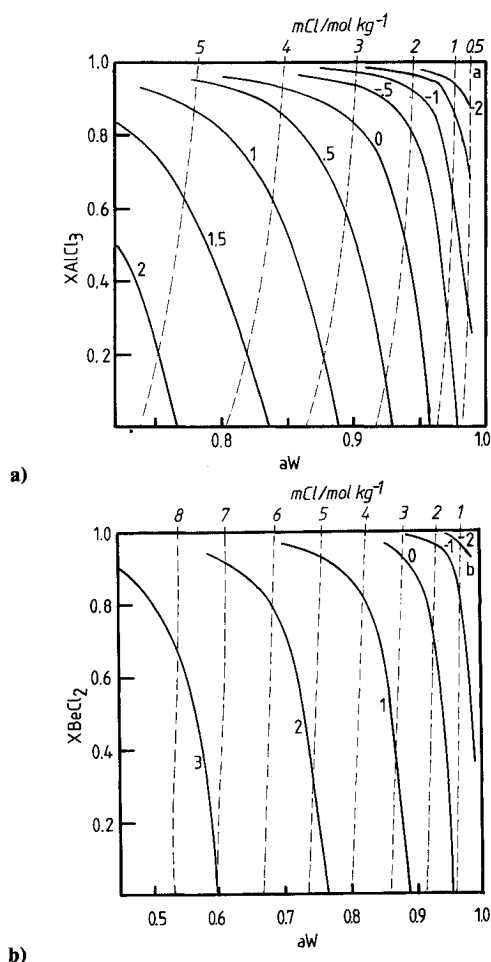 mCl/mol kg⁻¹
5 4 3 2 1 0.5
a
1.0
0.8
0.6
0.4
0.2
XAlCl₃
2 1,5 1 .5 0 -.5 -1 -2
0.8 0.9 1.0
aW
a)
mCl/mol kg⁻¹
8 7 6 5 4 3 2 1
b
1.0
0.8
0.6
0.4
0.2
XBeCl₂
3 2 1 0 -1 -2
0.5 0.6 0.7 0.8 0.9 1.0
aW
b)